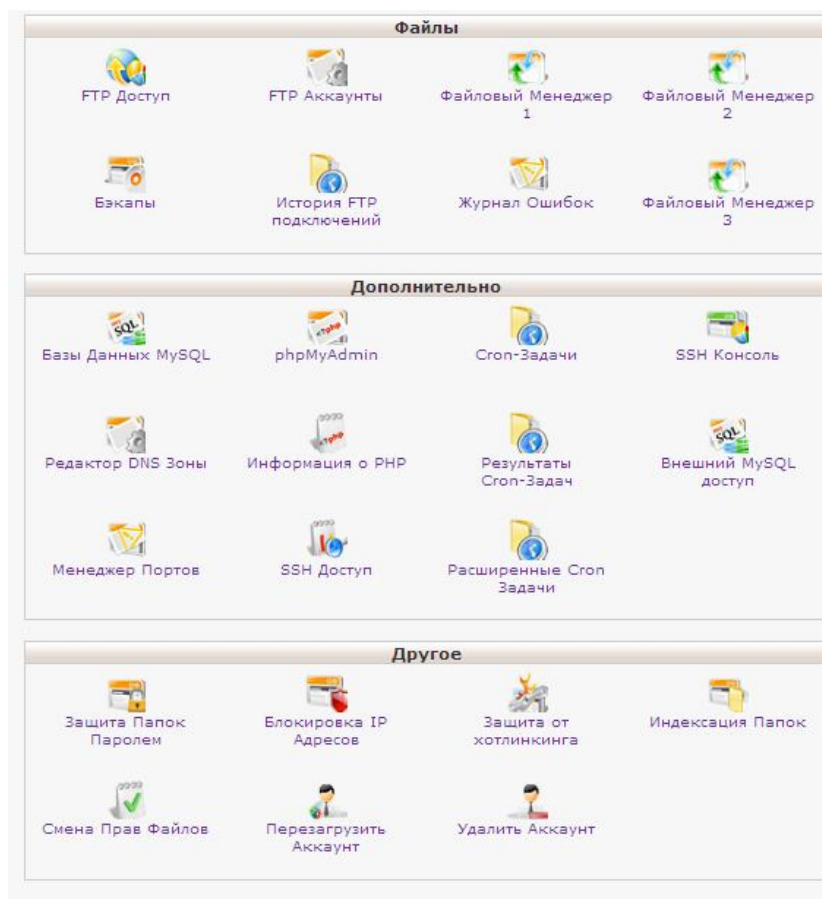 Файлы
FTP Доступ
FTP Аккаунты
Файловый Менеджер
1
Файловый Менеджер
2
Бэкапы
История FTP
подключений
Журнал Ошибок
Файловый Менеджер
3
Дополнительно
SQL
Базы Данных MySQL
<?php
phpMyAdmin
Cron-Задачи
SSH Консоль
Редактор DNS Зоны
<?php
Информация о PHP
Результаты
Cron-Задач
SQL
Внешний MySQL
доступ
Менеджер Портов
SSH Доступ
Расширенные Cron
Задачи
Другое
Защита Папок
Паролем
Блокировка IP
Адресов
Защита от
хотлинкинга
Индексация Папок
Смена Прав Файлов
Перезагрузить
Аккаунт
Удалить Аккаунт